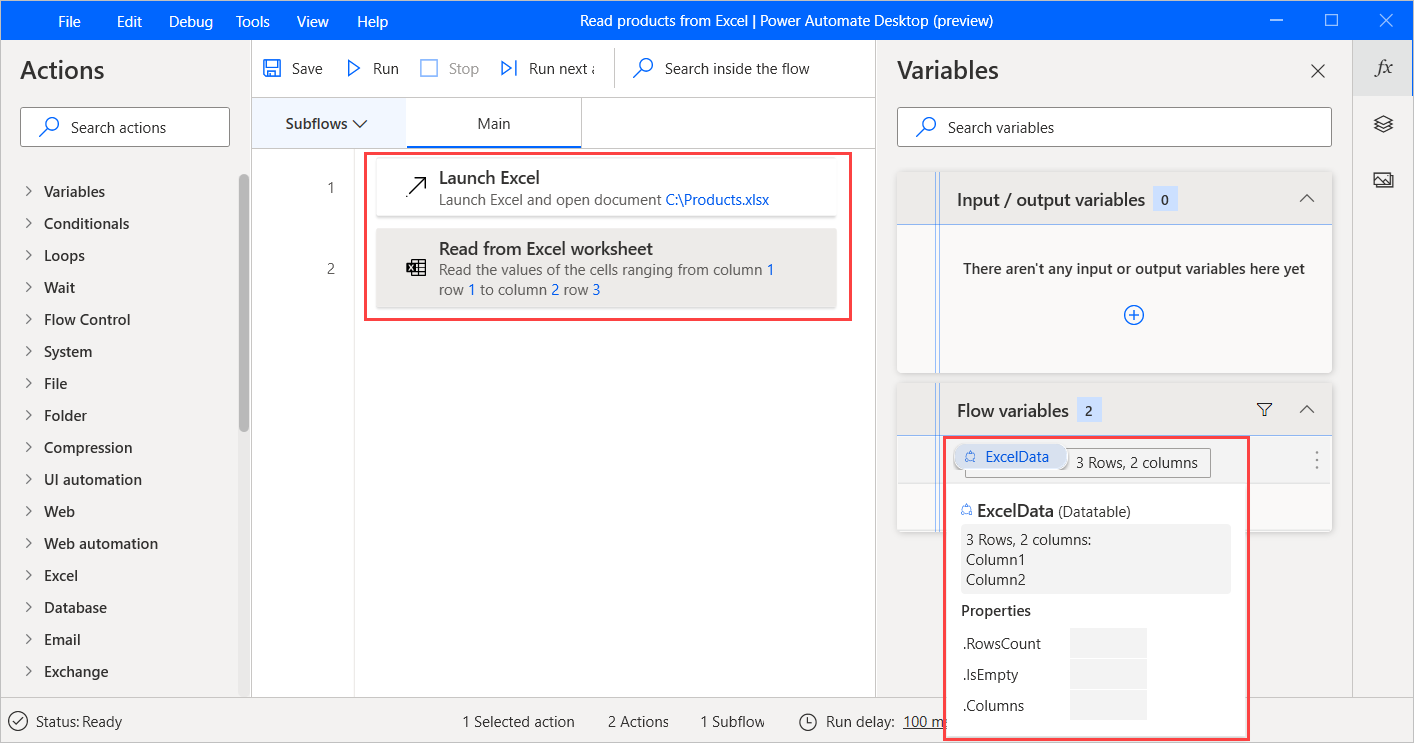 File Edit Debug Tools View Help
Read products from Excel | Power Automate Desktop (preview)
Actions
Search actions
Variables
Conditionals
Loops
Wait
Flow Control
System
File
Folder
Compression
UI automation
Web
Web automation
Excel
Database
Email
Exchange
Save Run Stop Run next a
Search inside the flow
Subflows Main
1
Launch Excel
Launch Excel and open document C:\Products.xlsx
2
Read from Excel worksheet
Read the values of the cells ranging from column 1
row 1 to column 2 row 3
Variables
fx
Search variables
Input / output variables 0
There aren't any input or output variables here yet
Flow variables 2
ExcelData 3 Rows, 2 columns
ExcelData (Datatable)
3 Rows, 2 columns:
Column1
Column2
Properties
.RowsCount
.IsEmpty
.Columns
Status: Ready 1 Selected action 2 Actions 1 Subflow Run delay: 100 ms